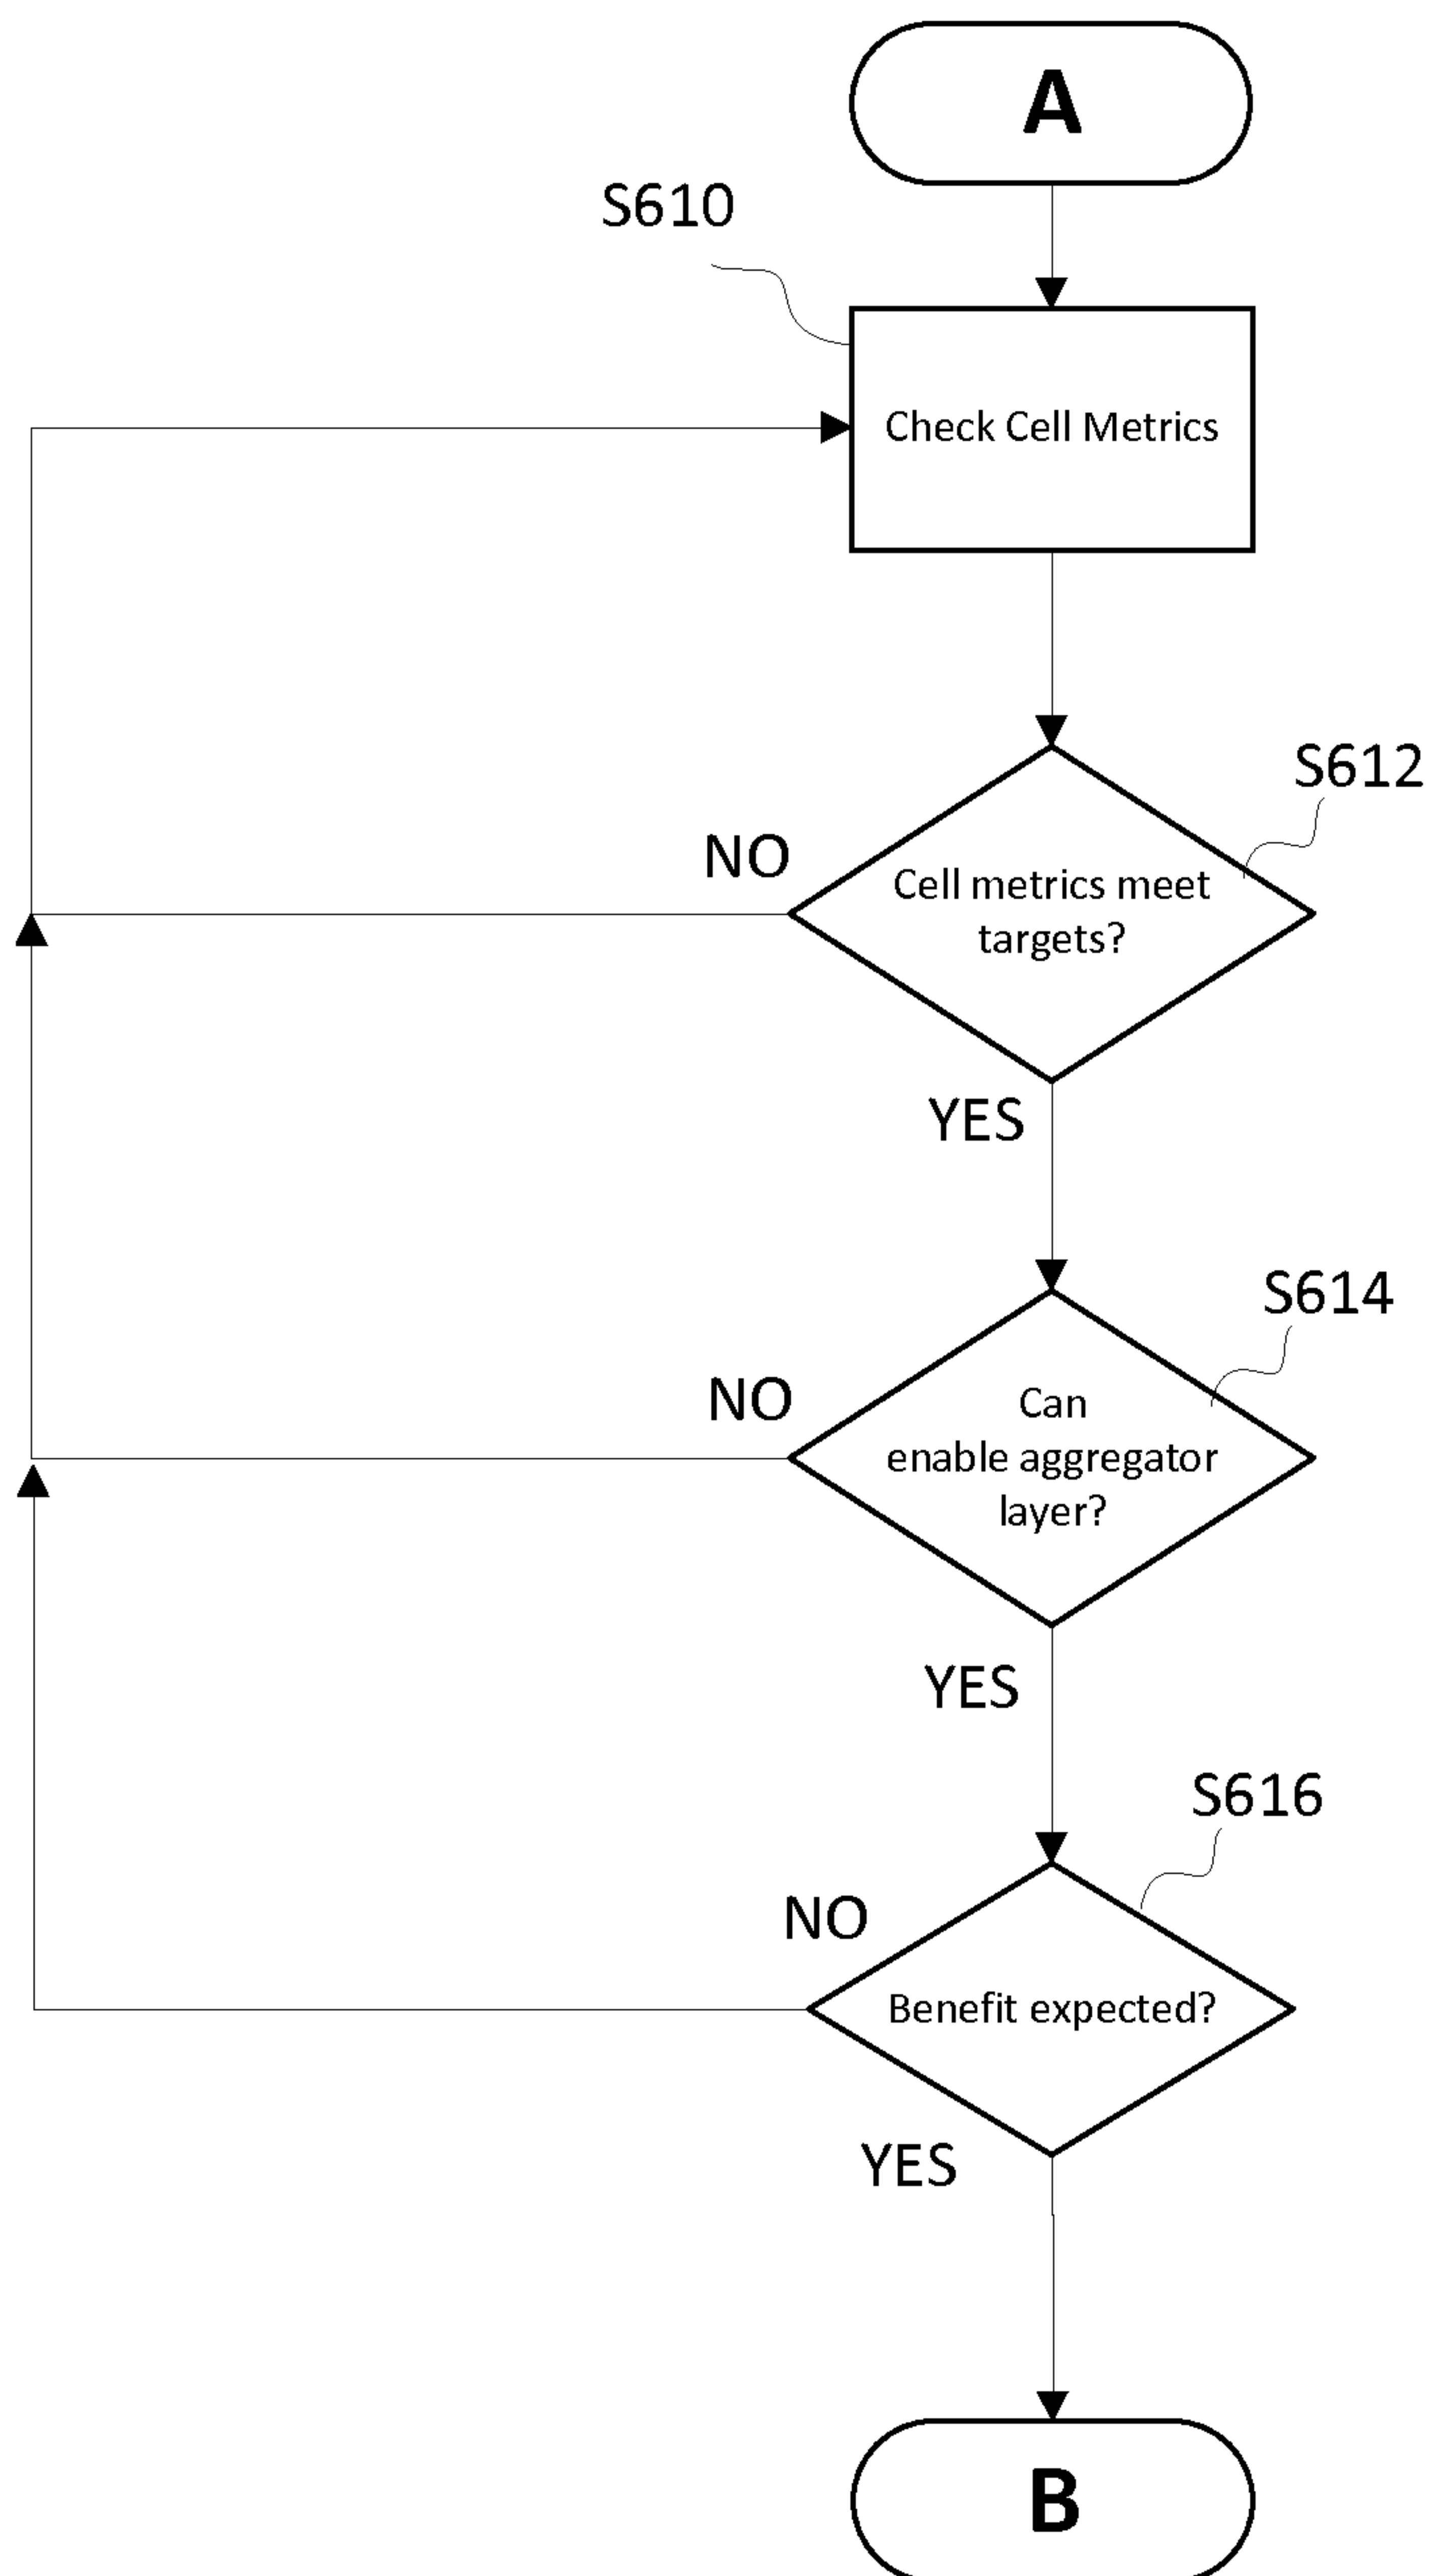 A
S610
Check Cell Metrics
S612
NO
Cell metrics meet
targets?
YES
S614
NO
Can
enable aggregator
layer?
YES
S616
NO
Benefit expected?
YES
B